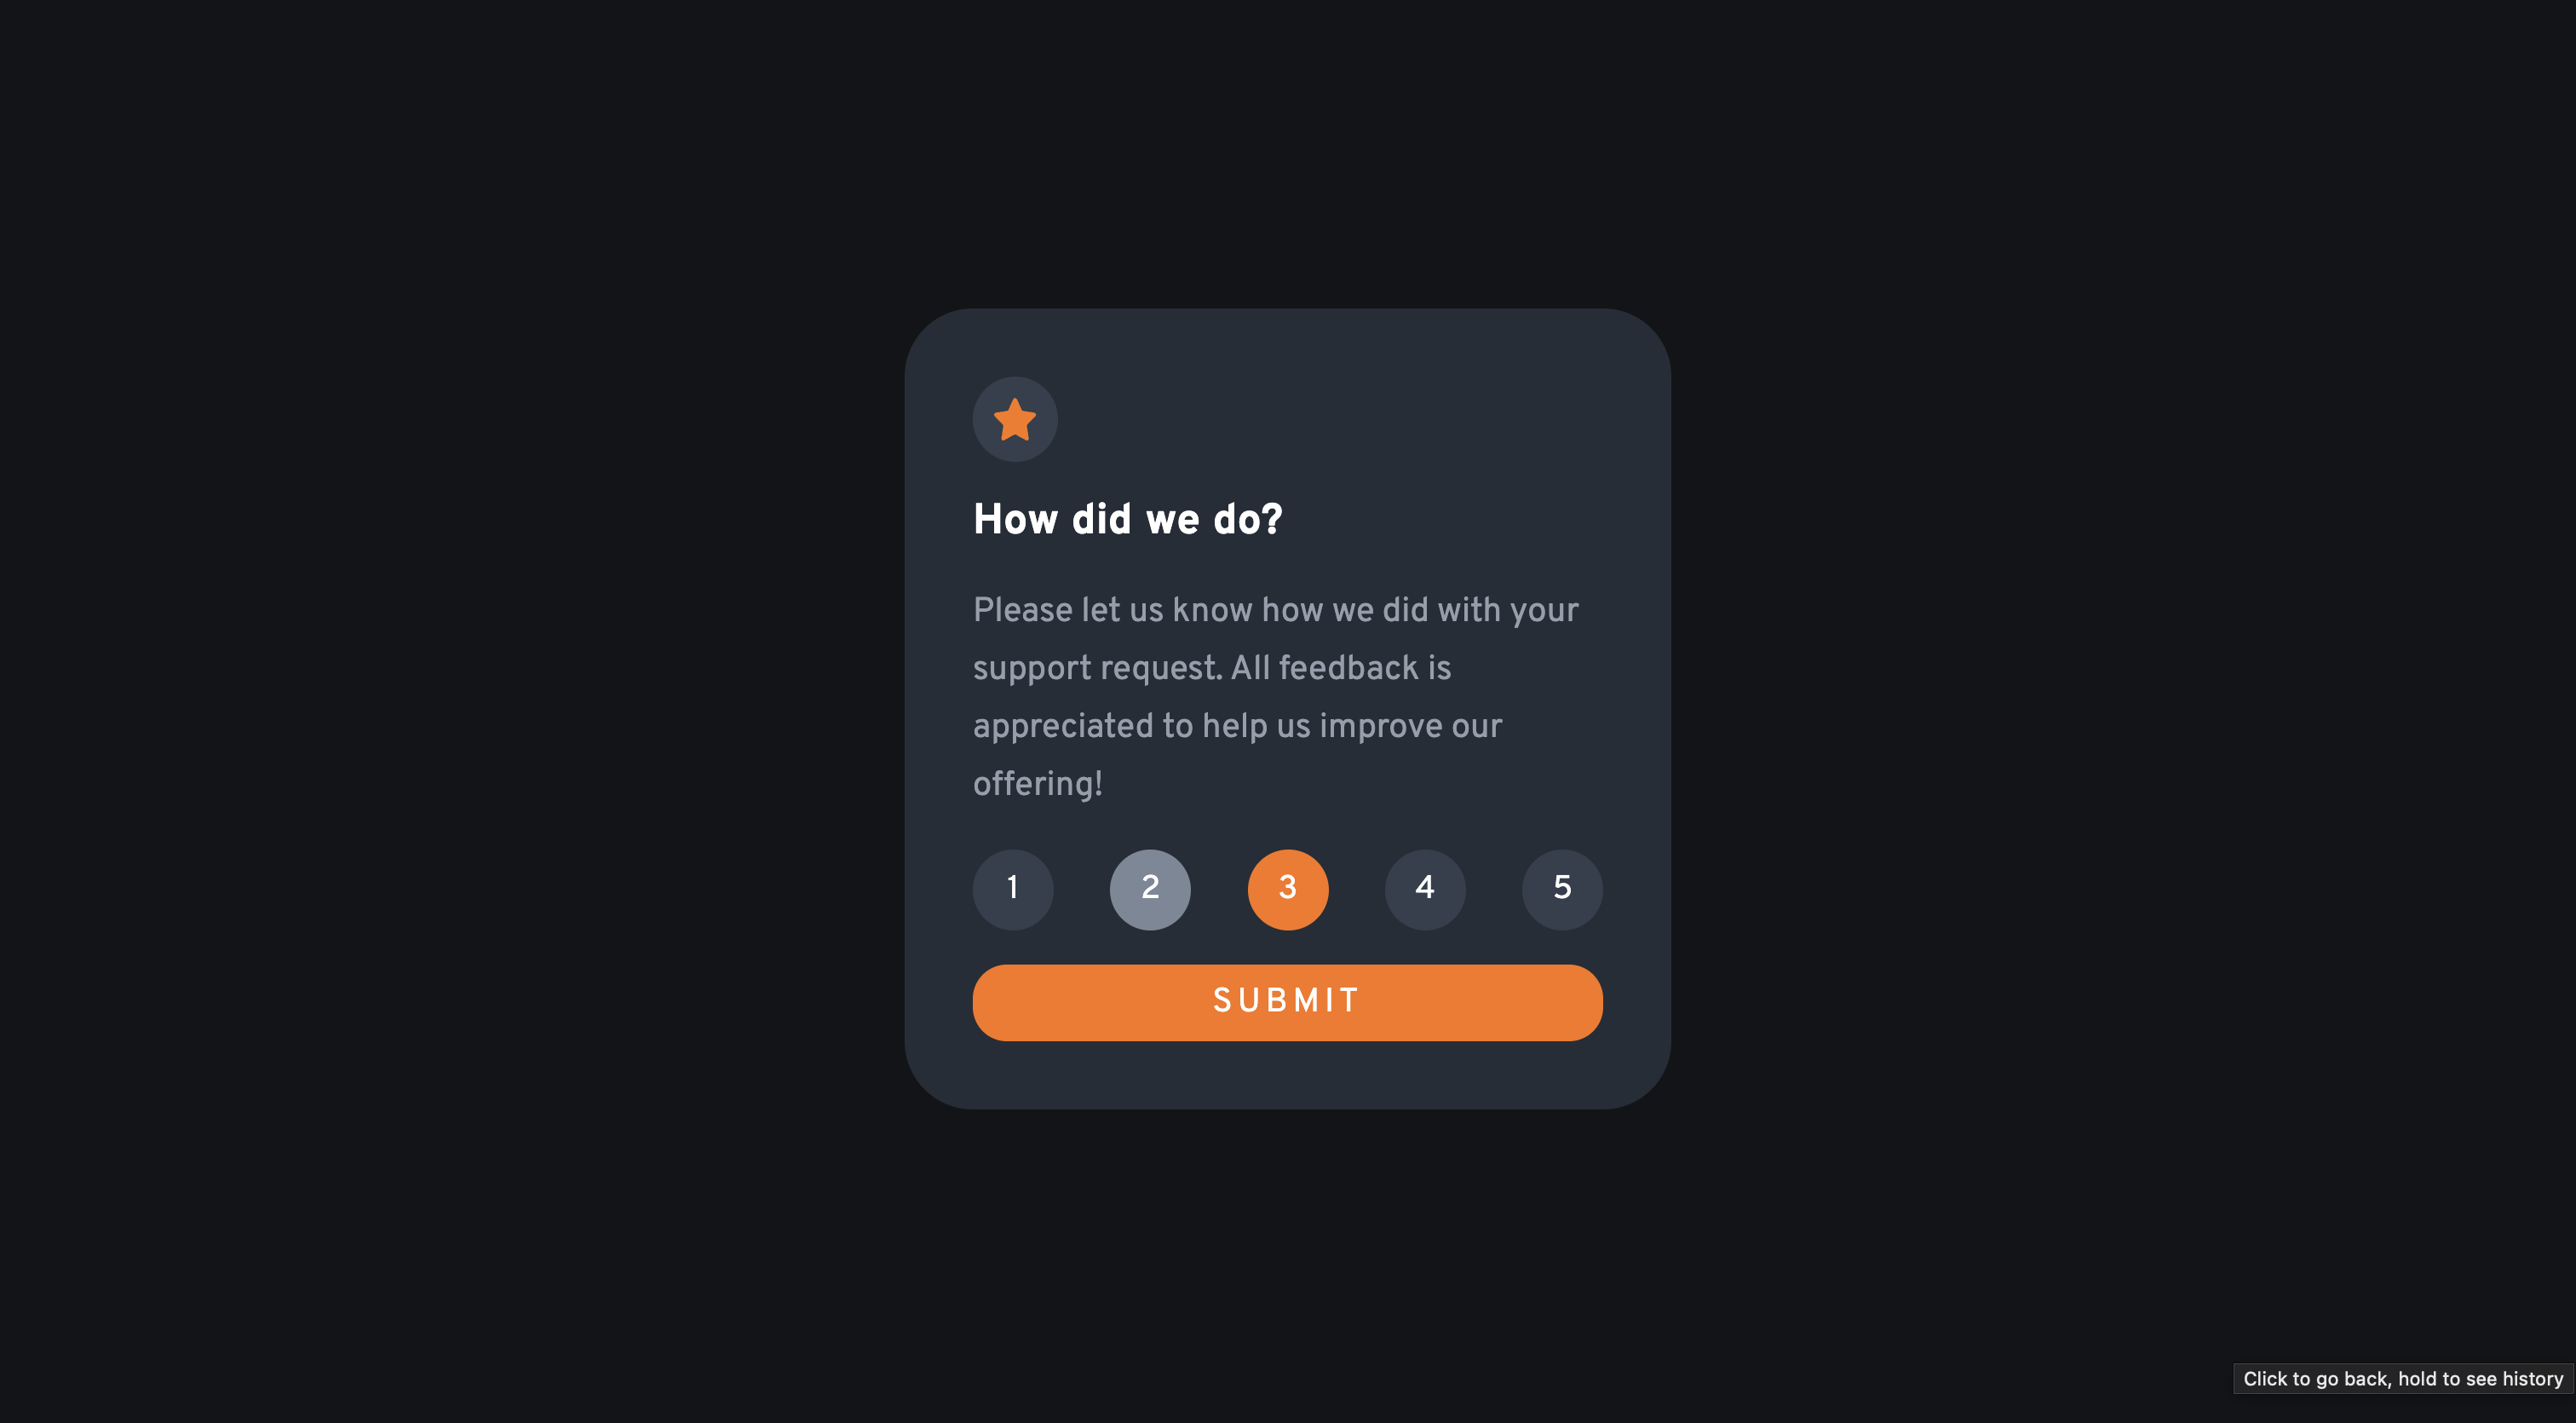 How did we do?
Please let us know how we did with your
support request. All feedback is
appreciated to help us improve our
offering!
1 2 3 4 5
SUBMIT
Click to go back, hold to see history